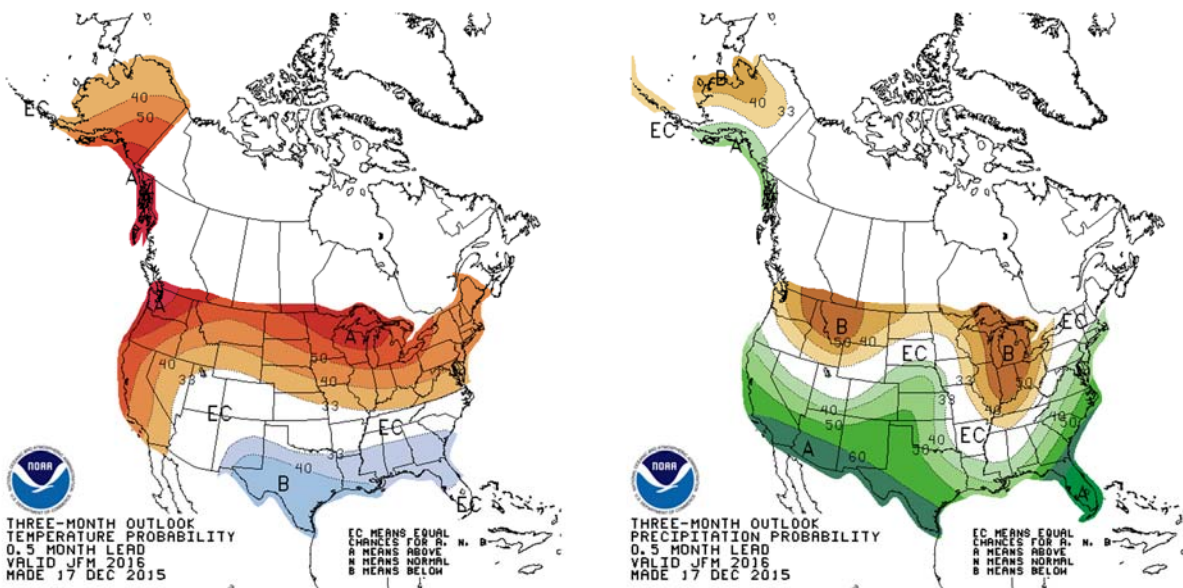 EC
40
50
A
A
A
50
40
40
33
33
EC
EC
33
40
B
EC
NOAA
THREE-MONTH OUTLOOK
TEMPERATURE PROBABILITY
0.5 MONTH LEAD
VALID JFM 2016
MADE 17 DEC 2015
EC MEANS EQUAL
CHANCES FOR A, N, B
A MEANS ABOVE
N MEANS NORMAL
B MEANS BELOW
B
40
33
EC
A
EC
B
50
40
EC
B
33
50
33
40
40
50
40
50
40
EC
50
A
60
A
NOAA
THREE-MONTH OUTLOOK
PRECIPITATION PROBABILITY
0.5 MONTH LEAD
VALID JFM 2016
MADE 17 DEC 2015
EC MEANS EQUAL
CHANCES FOR A, N, B
A MEANS ABOVE
N MEANS NORMAL
B MEANS BELOW